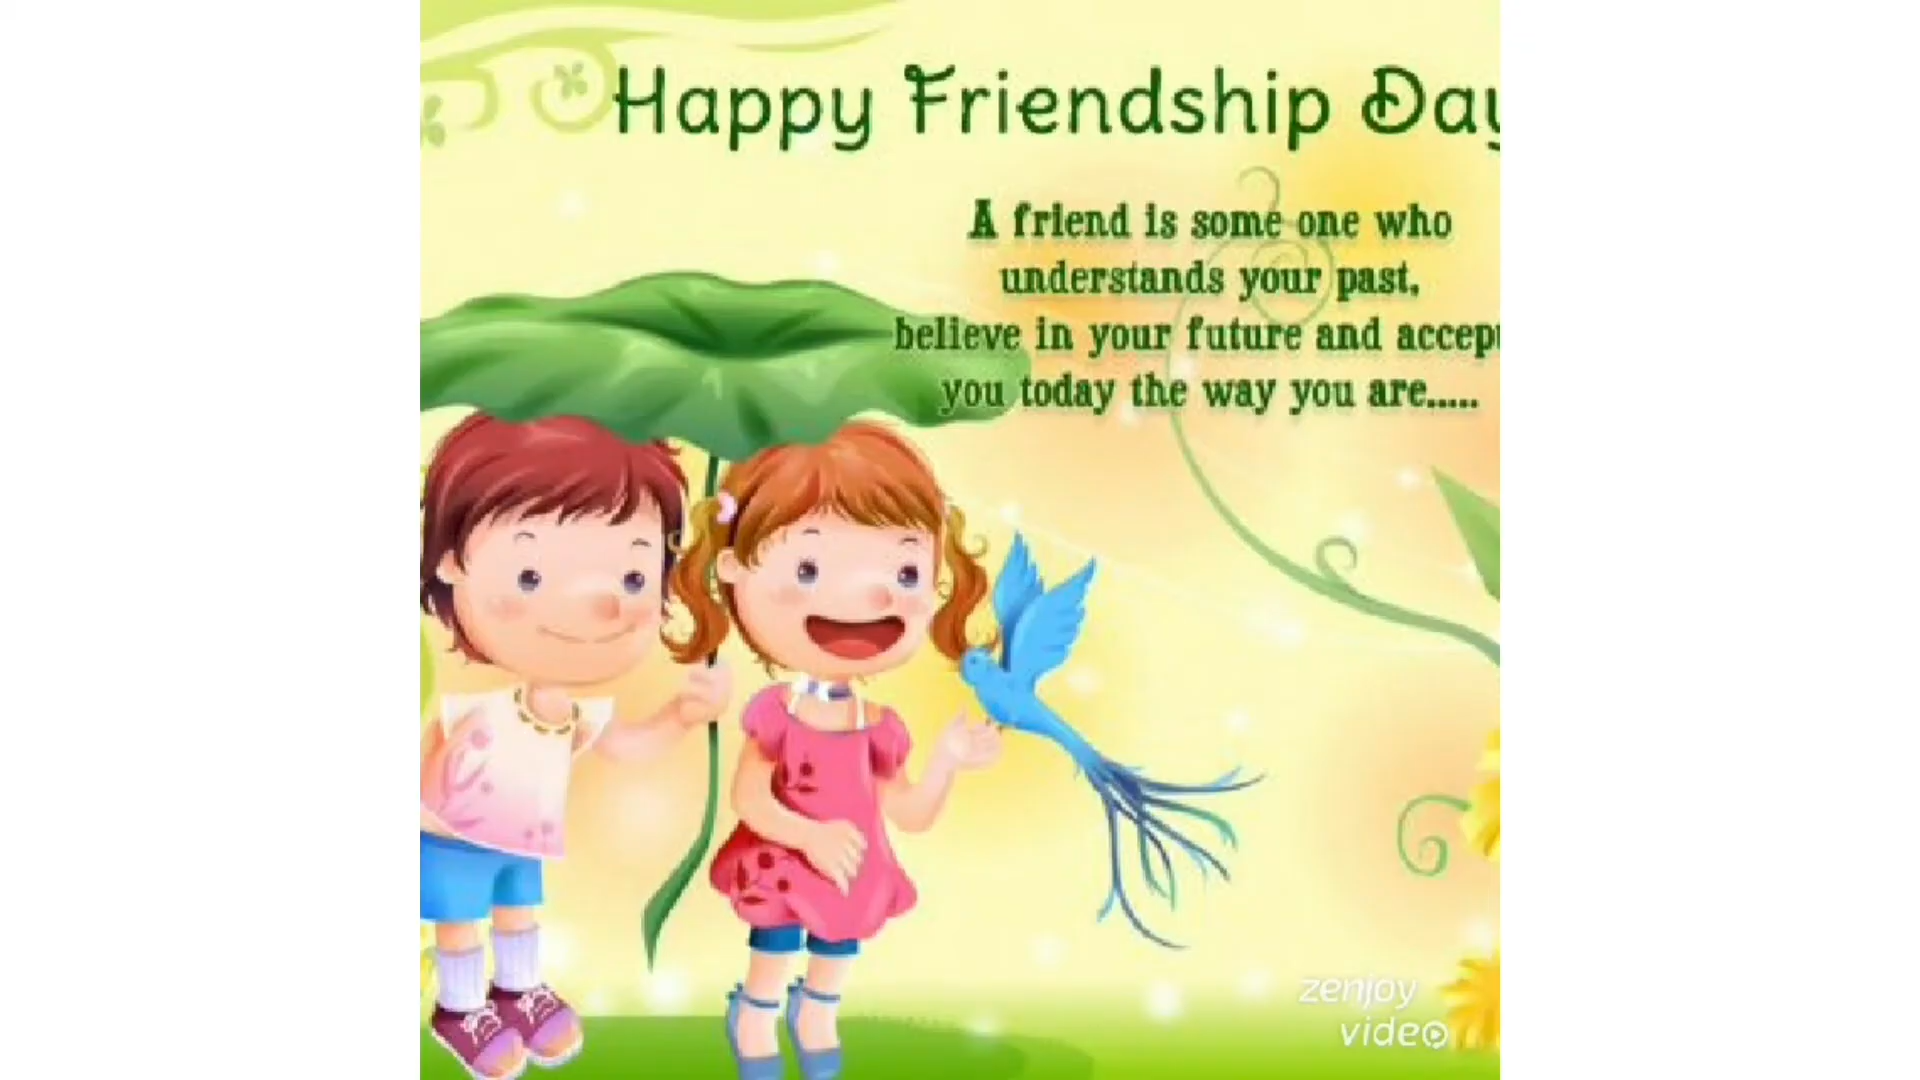 Happy Friendship Day
A friend is some one who
understands your past,
believe in your future and accept
you today the way you are.....
zenjoy
video